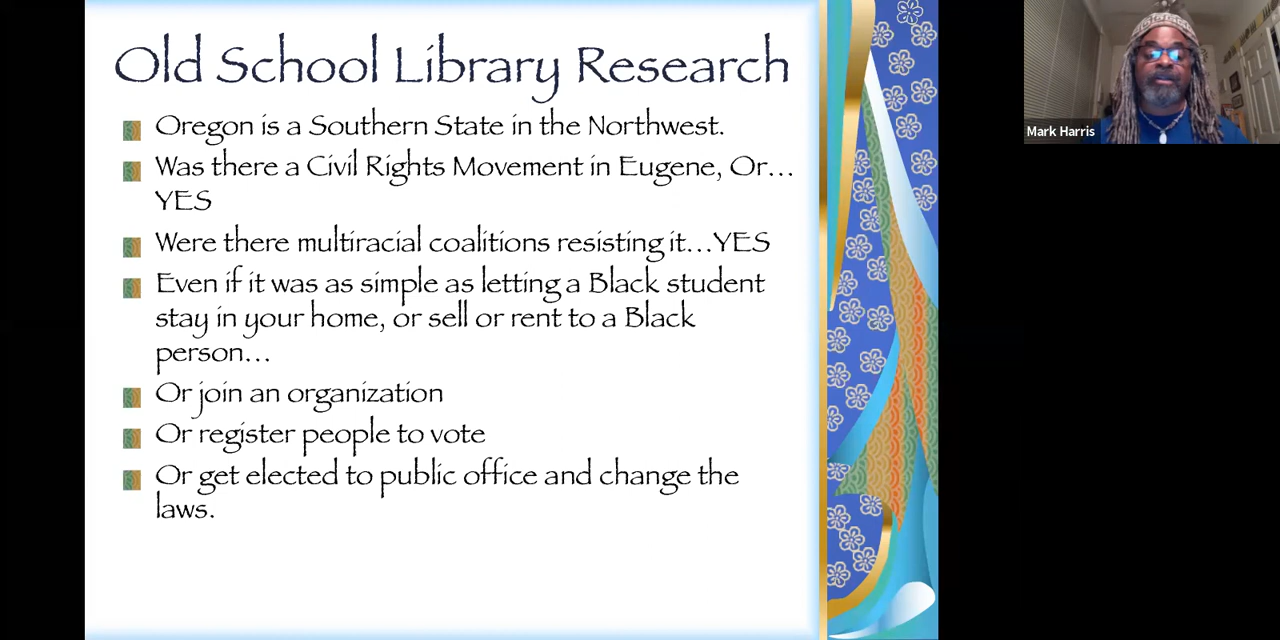 Old School Library Research
Oregon is a Southern State in the Northwest.
Was there a Civil Rights Movement in Eugene, Or...
YES
Were there multiracial coalitions resisting it...YES
Even if it was as simple as letting a Black student
stay in your home, or sell or rent to a Black
person...
Or join an organization
Or register people to vote
Or get elected to public office and change the
laws.
Mark Harris